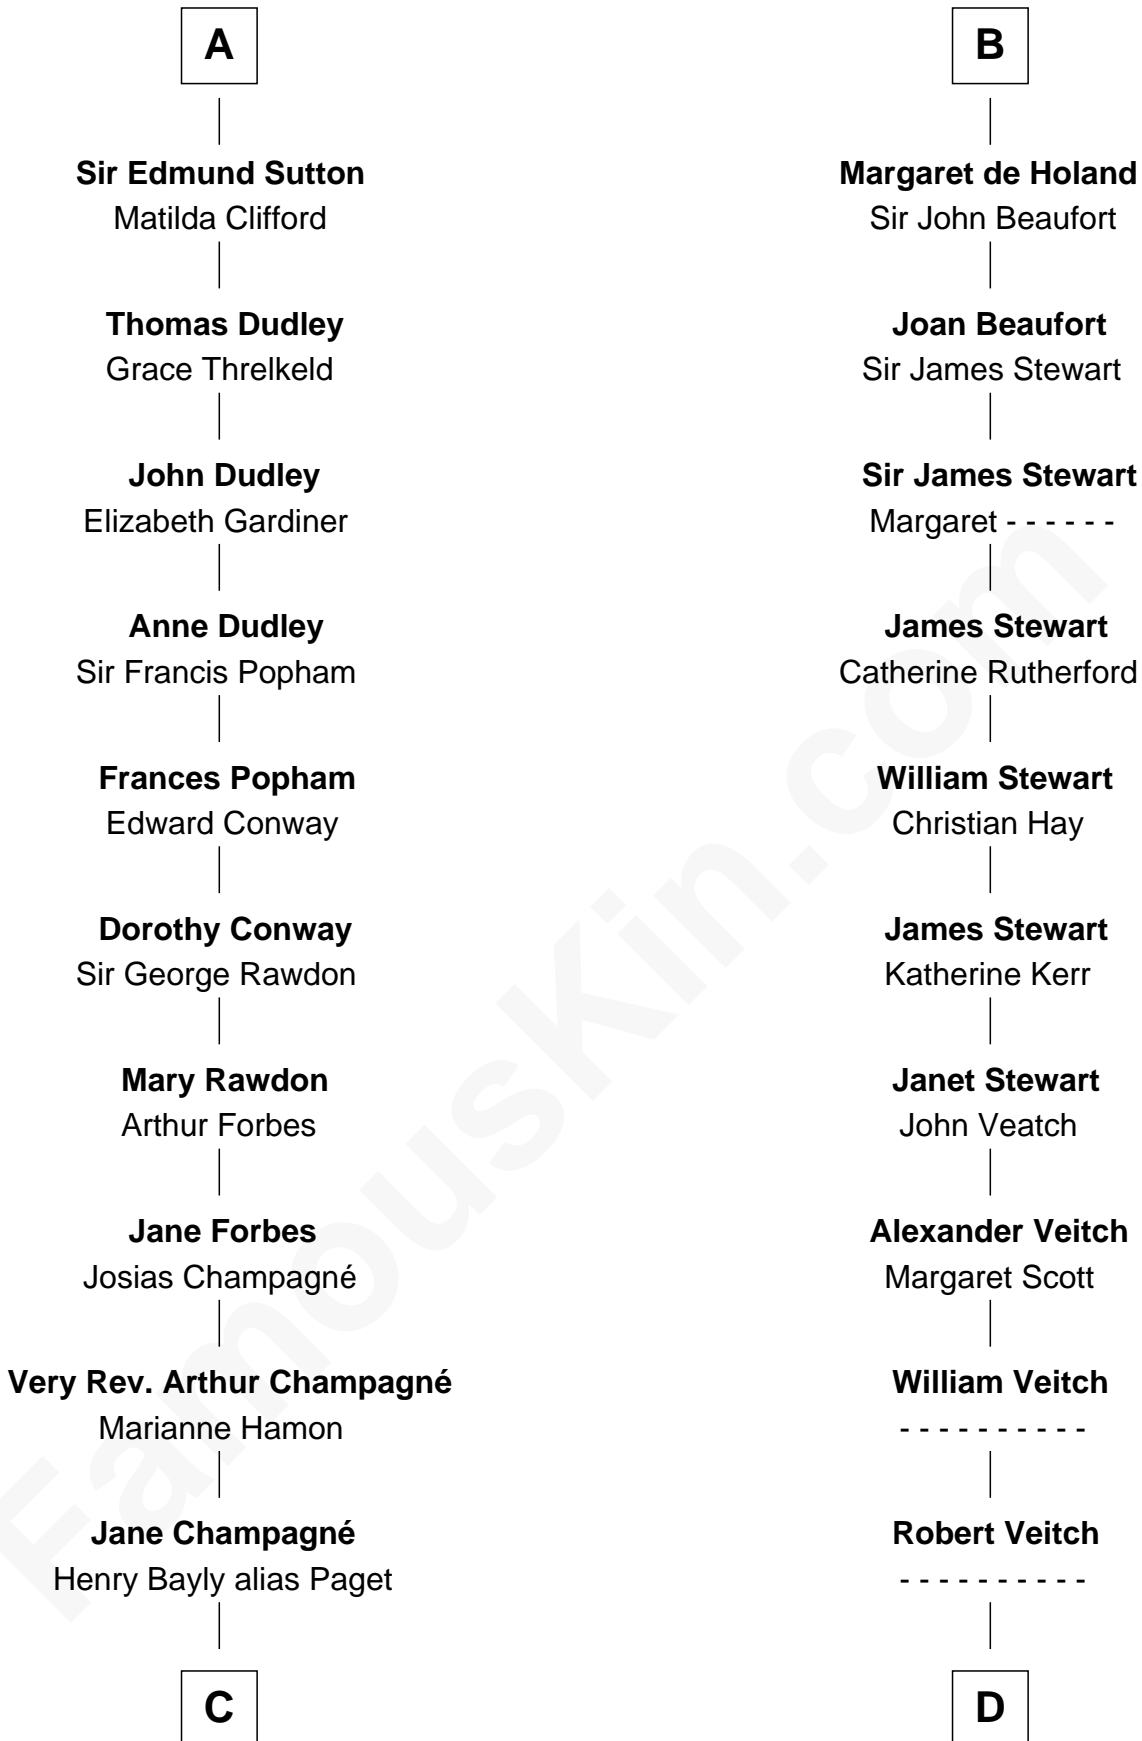 A
Sir Edmund Sutton
Matilda Clifford
Thomas Dudley
Grace Threlkeld
John Dudley
Elizabeth Gardiner
Anne Dudley
Sir Francis Popham
Frances Popham
Edward Conway
Dorothy Conway
Sir George Rawdon
Mary Rawdon
Arthur Forbes
Jane Forbes
Josias Champagné
Very Rev. Arthur Champagné
Marianne Hamon
Jane Champagné
Henry Bayly alias Paget
C
B
Margaret de Holand
Sir John Beaufort
Joan Beaufort
Sir James Stewart
Sir James Stewart
Margaret - - - - - -
James Stewart
Catherine Rutherford
William Stewart
Christian Hay
James Stewart
Katherine Kerr
Janet Stewart
John Veatch
Alexander Veitch
Margaret Scott
William Veitch
- - - - - - - - - -
Robert Veitch
- - - - - - - - - -
D
FamousKin.com